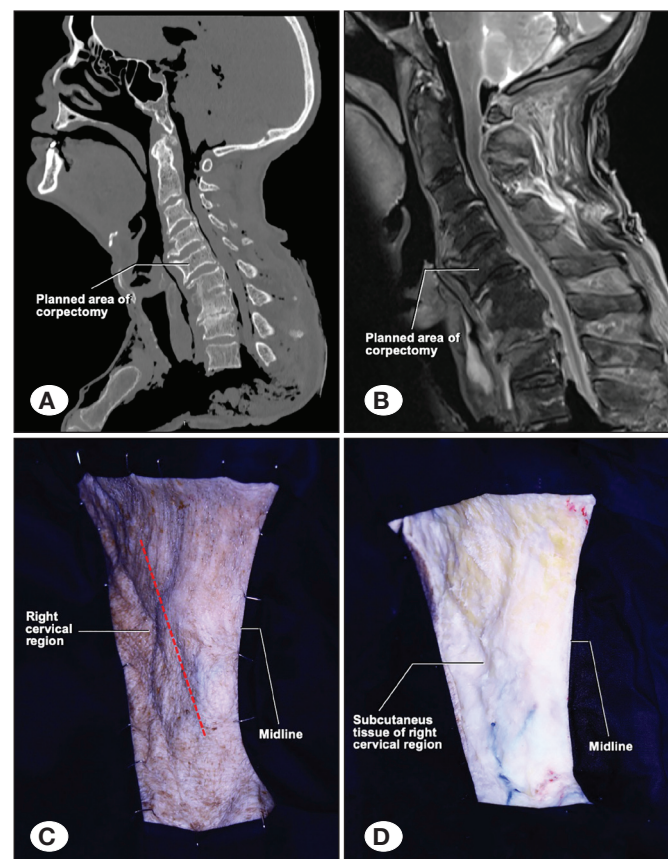 Planned area of
corpectomy
A
Planned area of
corpectomy
B
Right
cervical
region
Midline
C
Subcutaneus
tissue of right
cervical region
Midline
D